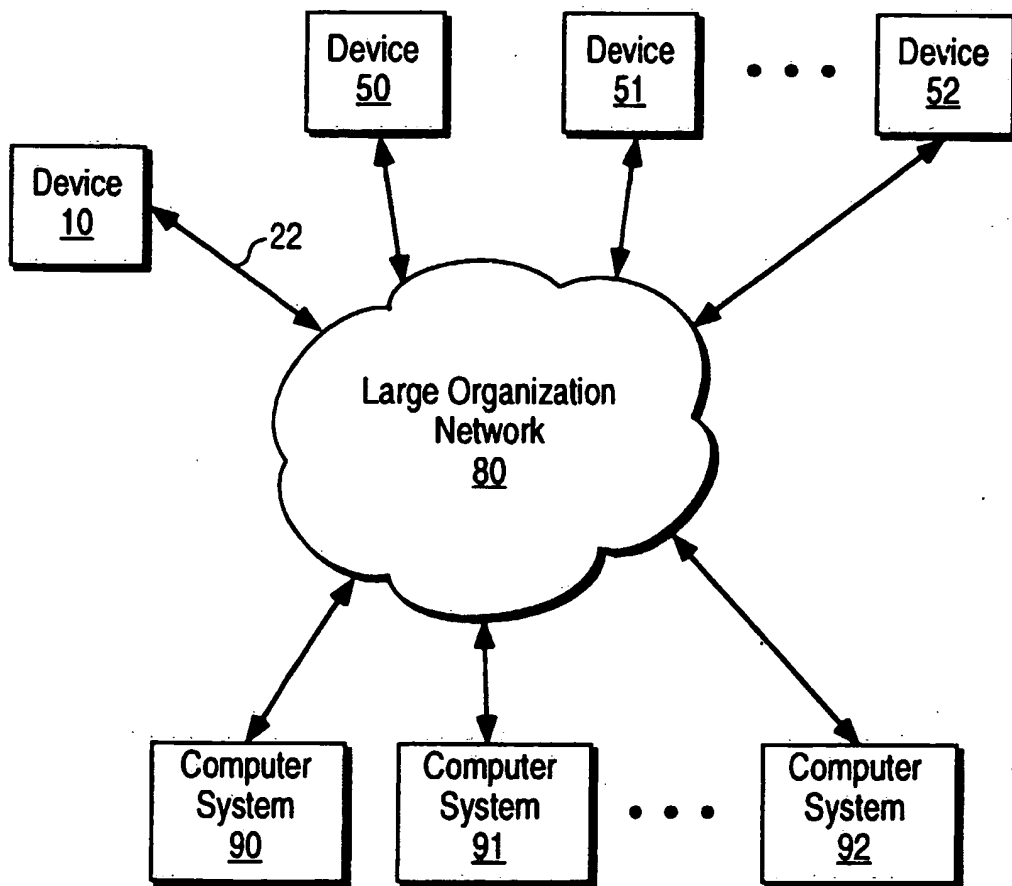 Device
50
Device
51
Device
52
Device
10
22
Large Organization
Network
80
Computer
System
90
Computer
System
91
Computer
System
92